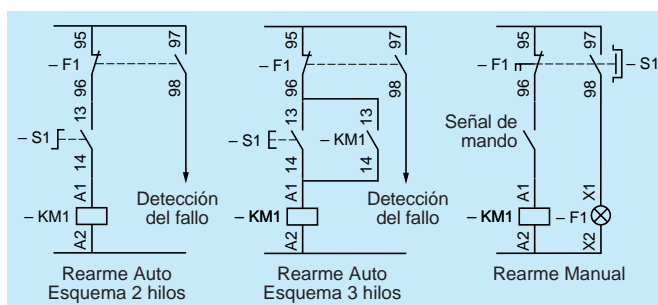 95
97
– F1
96
98
13
– S1
14
A1
– KM1
A2
Detección
del fallo
Rearme Auto
Esquema 2 hilos
95
97
– F1
96
98
13
13
– S1
– KM1
14
14
A1
– KM1
A2
Detección
del fallo
Rearme Auto
Esquema 3 hilos
95
97
– F1
– S1
96
98
Señal de
mando
A1
X1
– KM1
– F1
A2
X2
Rearme Manual